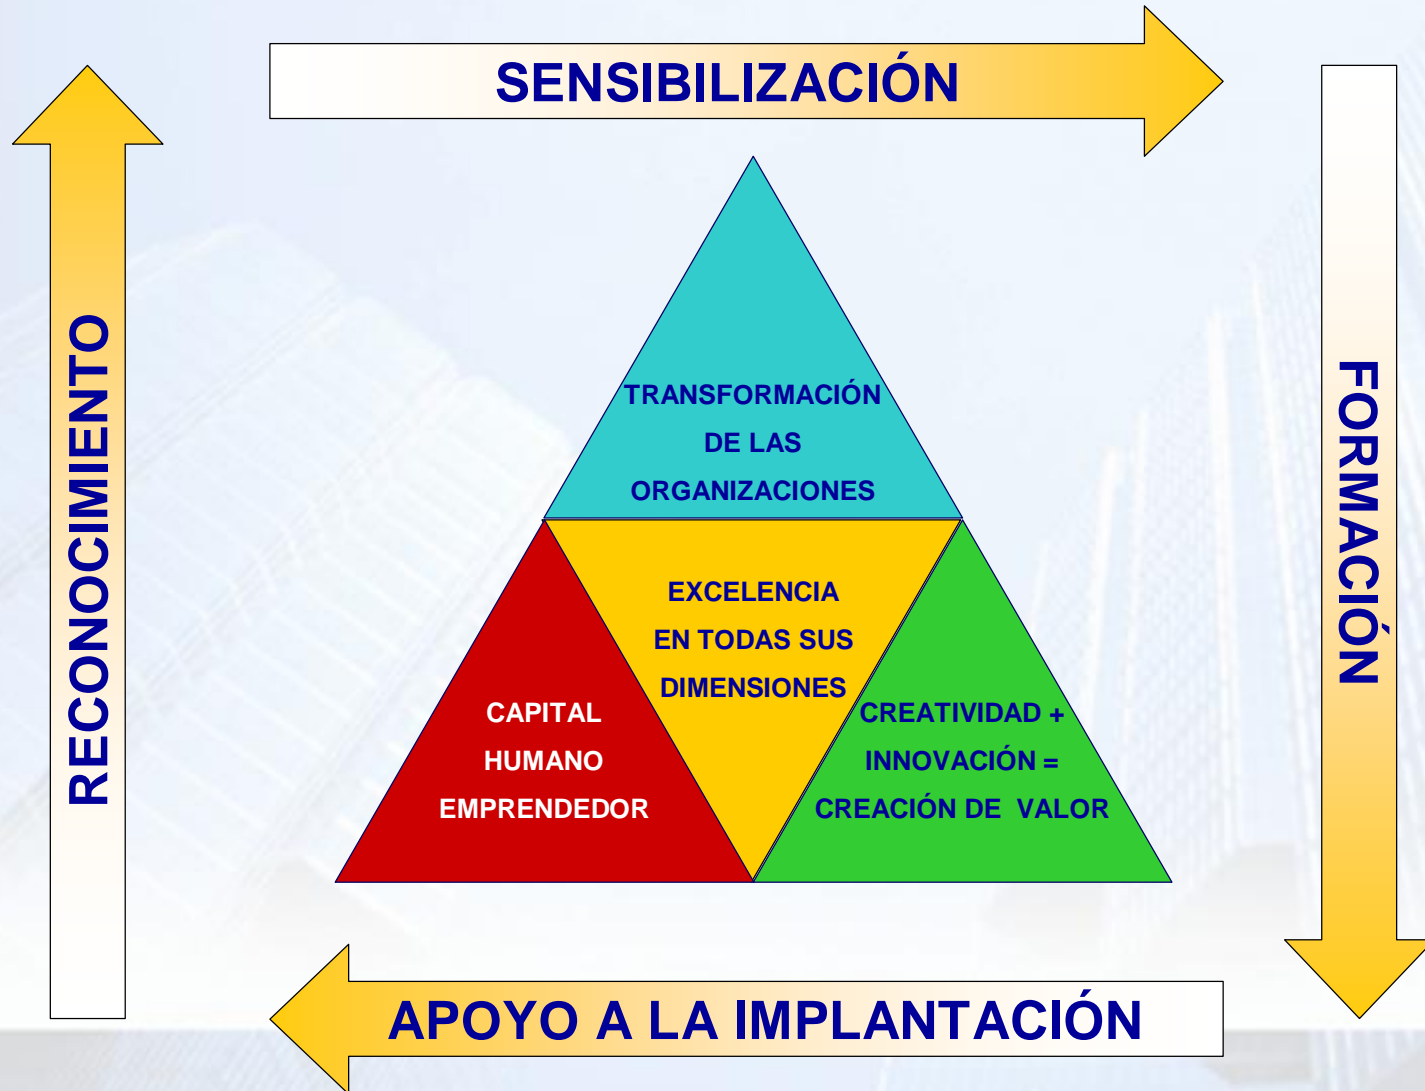 SENSIBILIZACIÓN
RECONOCIMIENTO
FORMACIÓN
TRANSFORMACIÓN
DE LAS
ORGANIZACIONES
EXCELENCIA
EN TODAS SUS
DIMENSIONES
CAPITAL
HUMANO
EMPRENDEDOR
CREATIVIDAD +
INNOVACIÓN =
CREACIÓN DE VALOR
APOYO A LA IMPLANTACIÓN